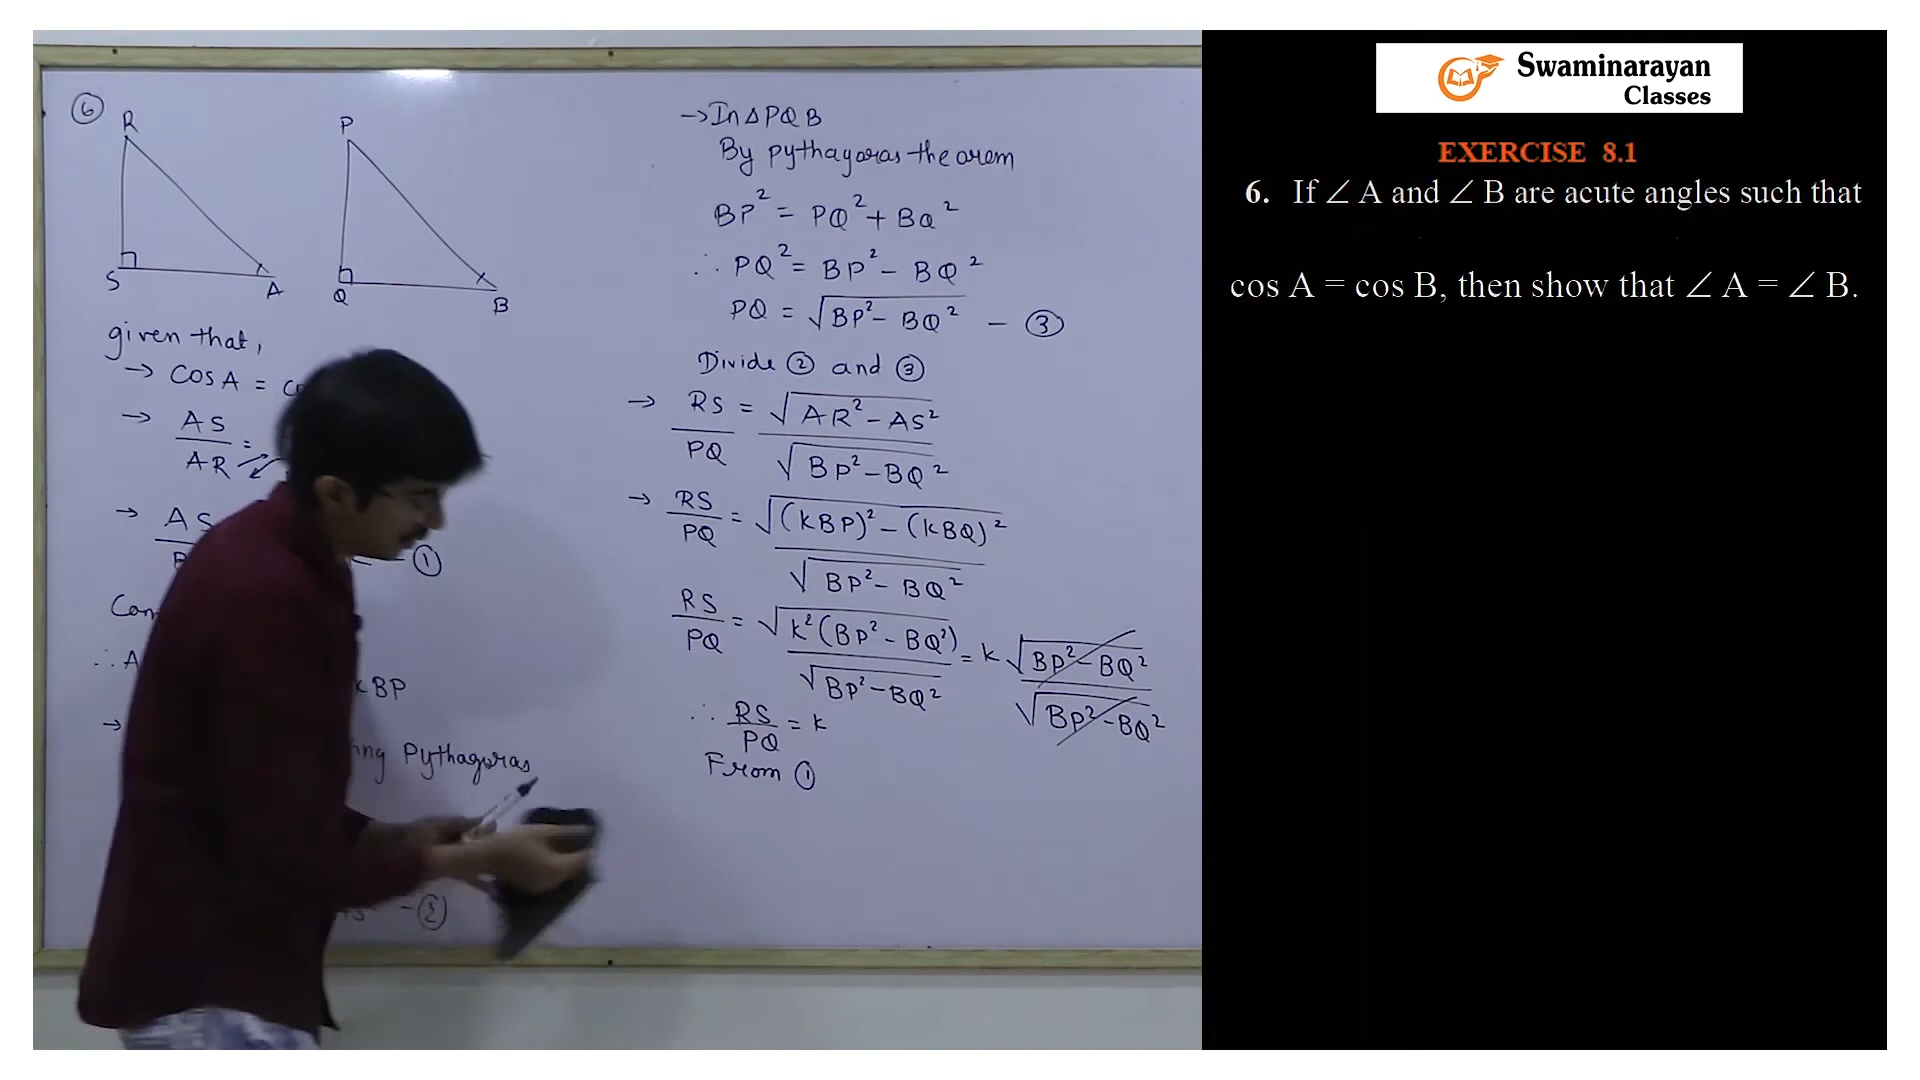 6
R
P
S
A
Q
B
given that,
→ COSA =
→ AS
AR =
→ AS
1
∴ A
KBP
→
Pythagoras
→ In △ PQB
By pythagoras theorem
BP² = PQ² + BQ²
∴ PQ² = BP² - BQ²
PQ = √BP² - BQ² - ③
Divide ② and ③
→ RS/PQ = √AR² - AS² / √BP² - BQ²
→ RS/PQ = √(KBP)² - (KBQ)² / √BP² - BQ²
RS/PQ = √K²(BP² - BQ²) / √BP² - BQ² = K √BP² - BQ² / √BP² - BQ²
∴ RS/PQ = K
From ①
Swaminarayan
Classes
EXERCISE 8.1
6. If ∠ A and ∠ B are acute angles such that
cos A = cos B, then show that ∠ A = ∠ B.